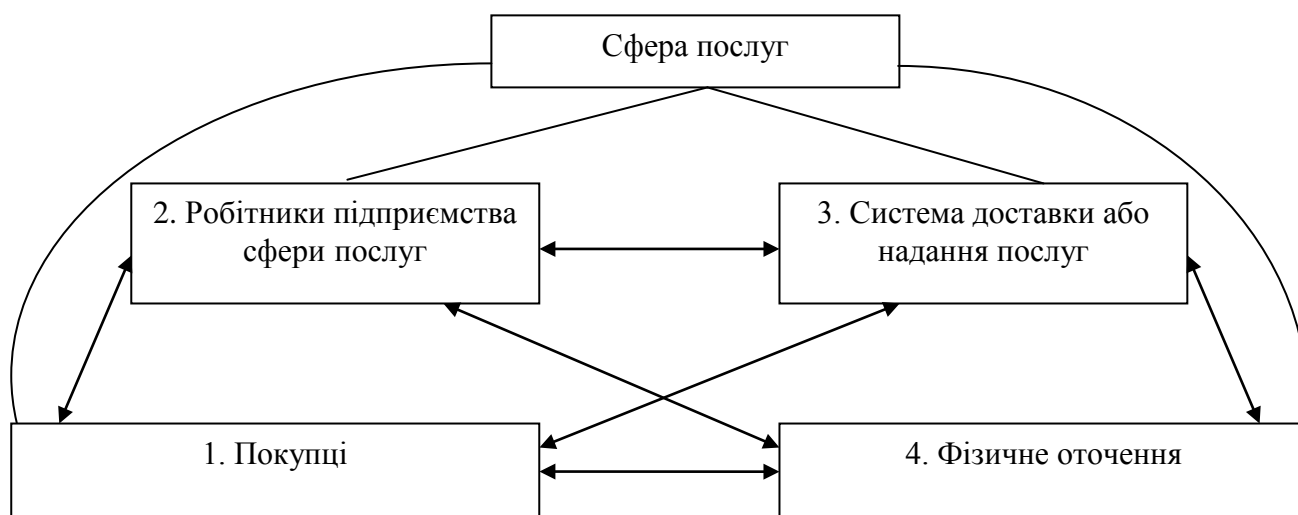 Сфера послуг
2. Робітники підприємства
сфери послуг
3. Система доставки або
надання послуг
1. Покупці
4. Фізичне оточення